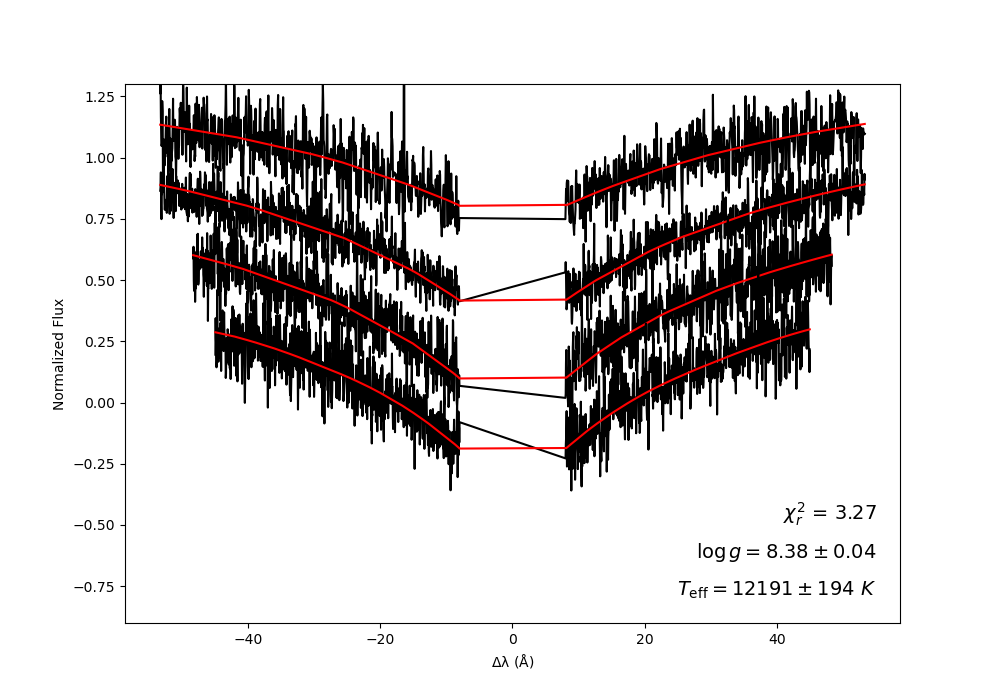 1.25
1.00
0.75
0.50
0.25
0.00
−0.25
−0.50
−0.75
Normalized Flux
χ²ᵣ = 3.27
log g = 8.38 ± 0.04
T_eff = 12191 ± 194 K
−40 −20 0 20 40
Δλ (Å)